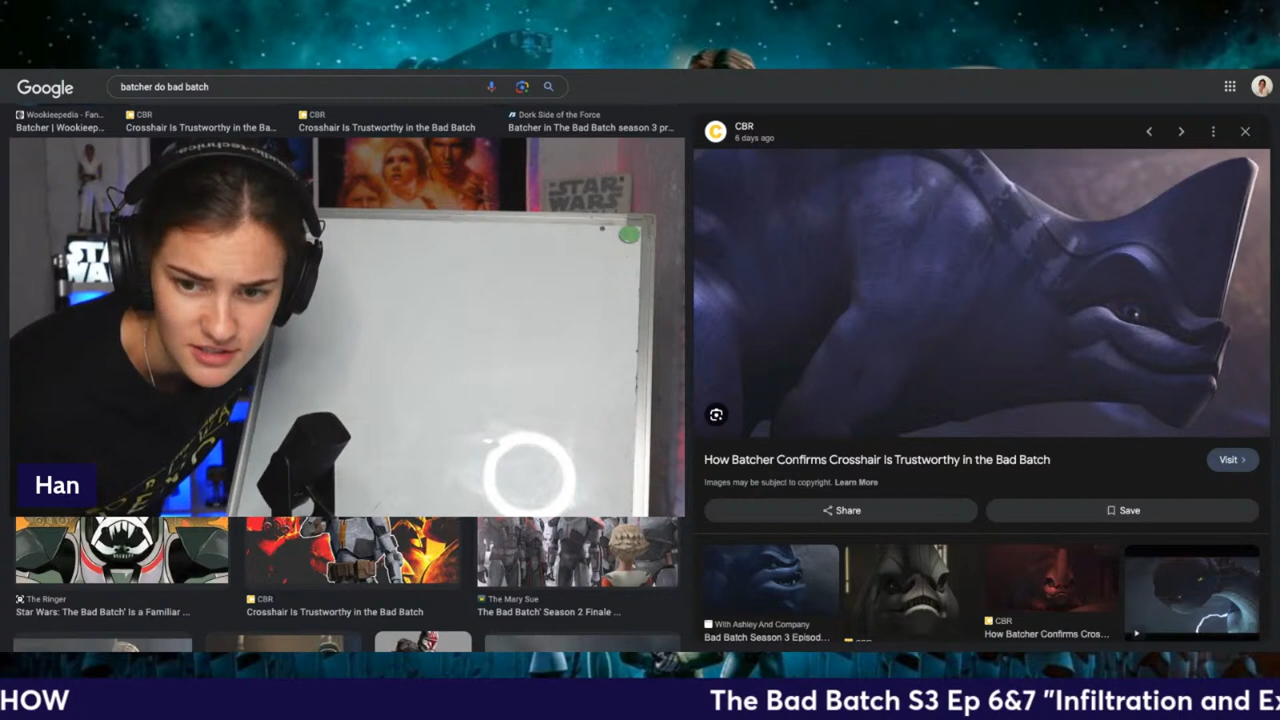 Google
batcher do bad batch
Wookieepedia - Fan...
Batcher | Wookieep...
CBR
Crosshair Is Trustworthy in the Ba...
CBR
Crosshair Is Trustworthy in the Bad Batch
Dork Side of the Force
Batcher in The Bad Batch season 3 pr...
CBR
6 days ago
audio-technica
STAR
WARS
STAR
WA
Han
How Batcher Confirms Crosshair Is Trustworthy in the Bad Batch
Visit
Images may be subject to copyright. Learn More
Share
Save
The Ringer
Star Wars: The Bad Batch' Is a Familiar ...
CBR
Crosshair Is Trustworthy in the Bad Batch
The Mary Sue
The Bad Batch' Season 2 Finale ...
With Ashley And Company
Bad Batch Season 3 Episod...
CBR
How Batcher Confirms Cros...
HOW
The Bad Batch S3 Ep 6&7 "Infiltration and Ex